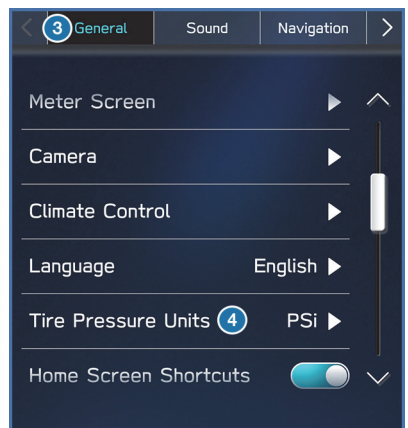 3 General Sound Navigation
Meter Screen
Camera
Climate Control
Language English
Tire Pressure Units 4 PSi
Home Screen Shortcuts